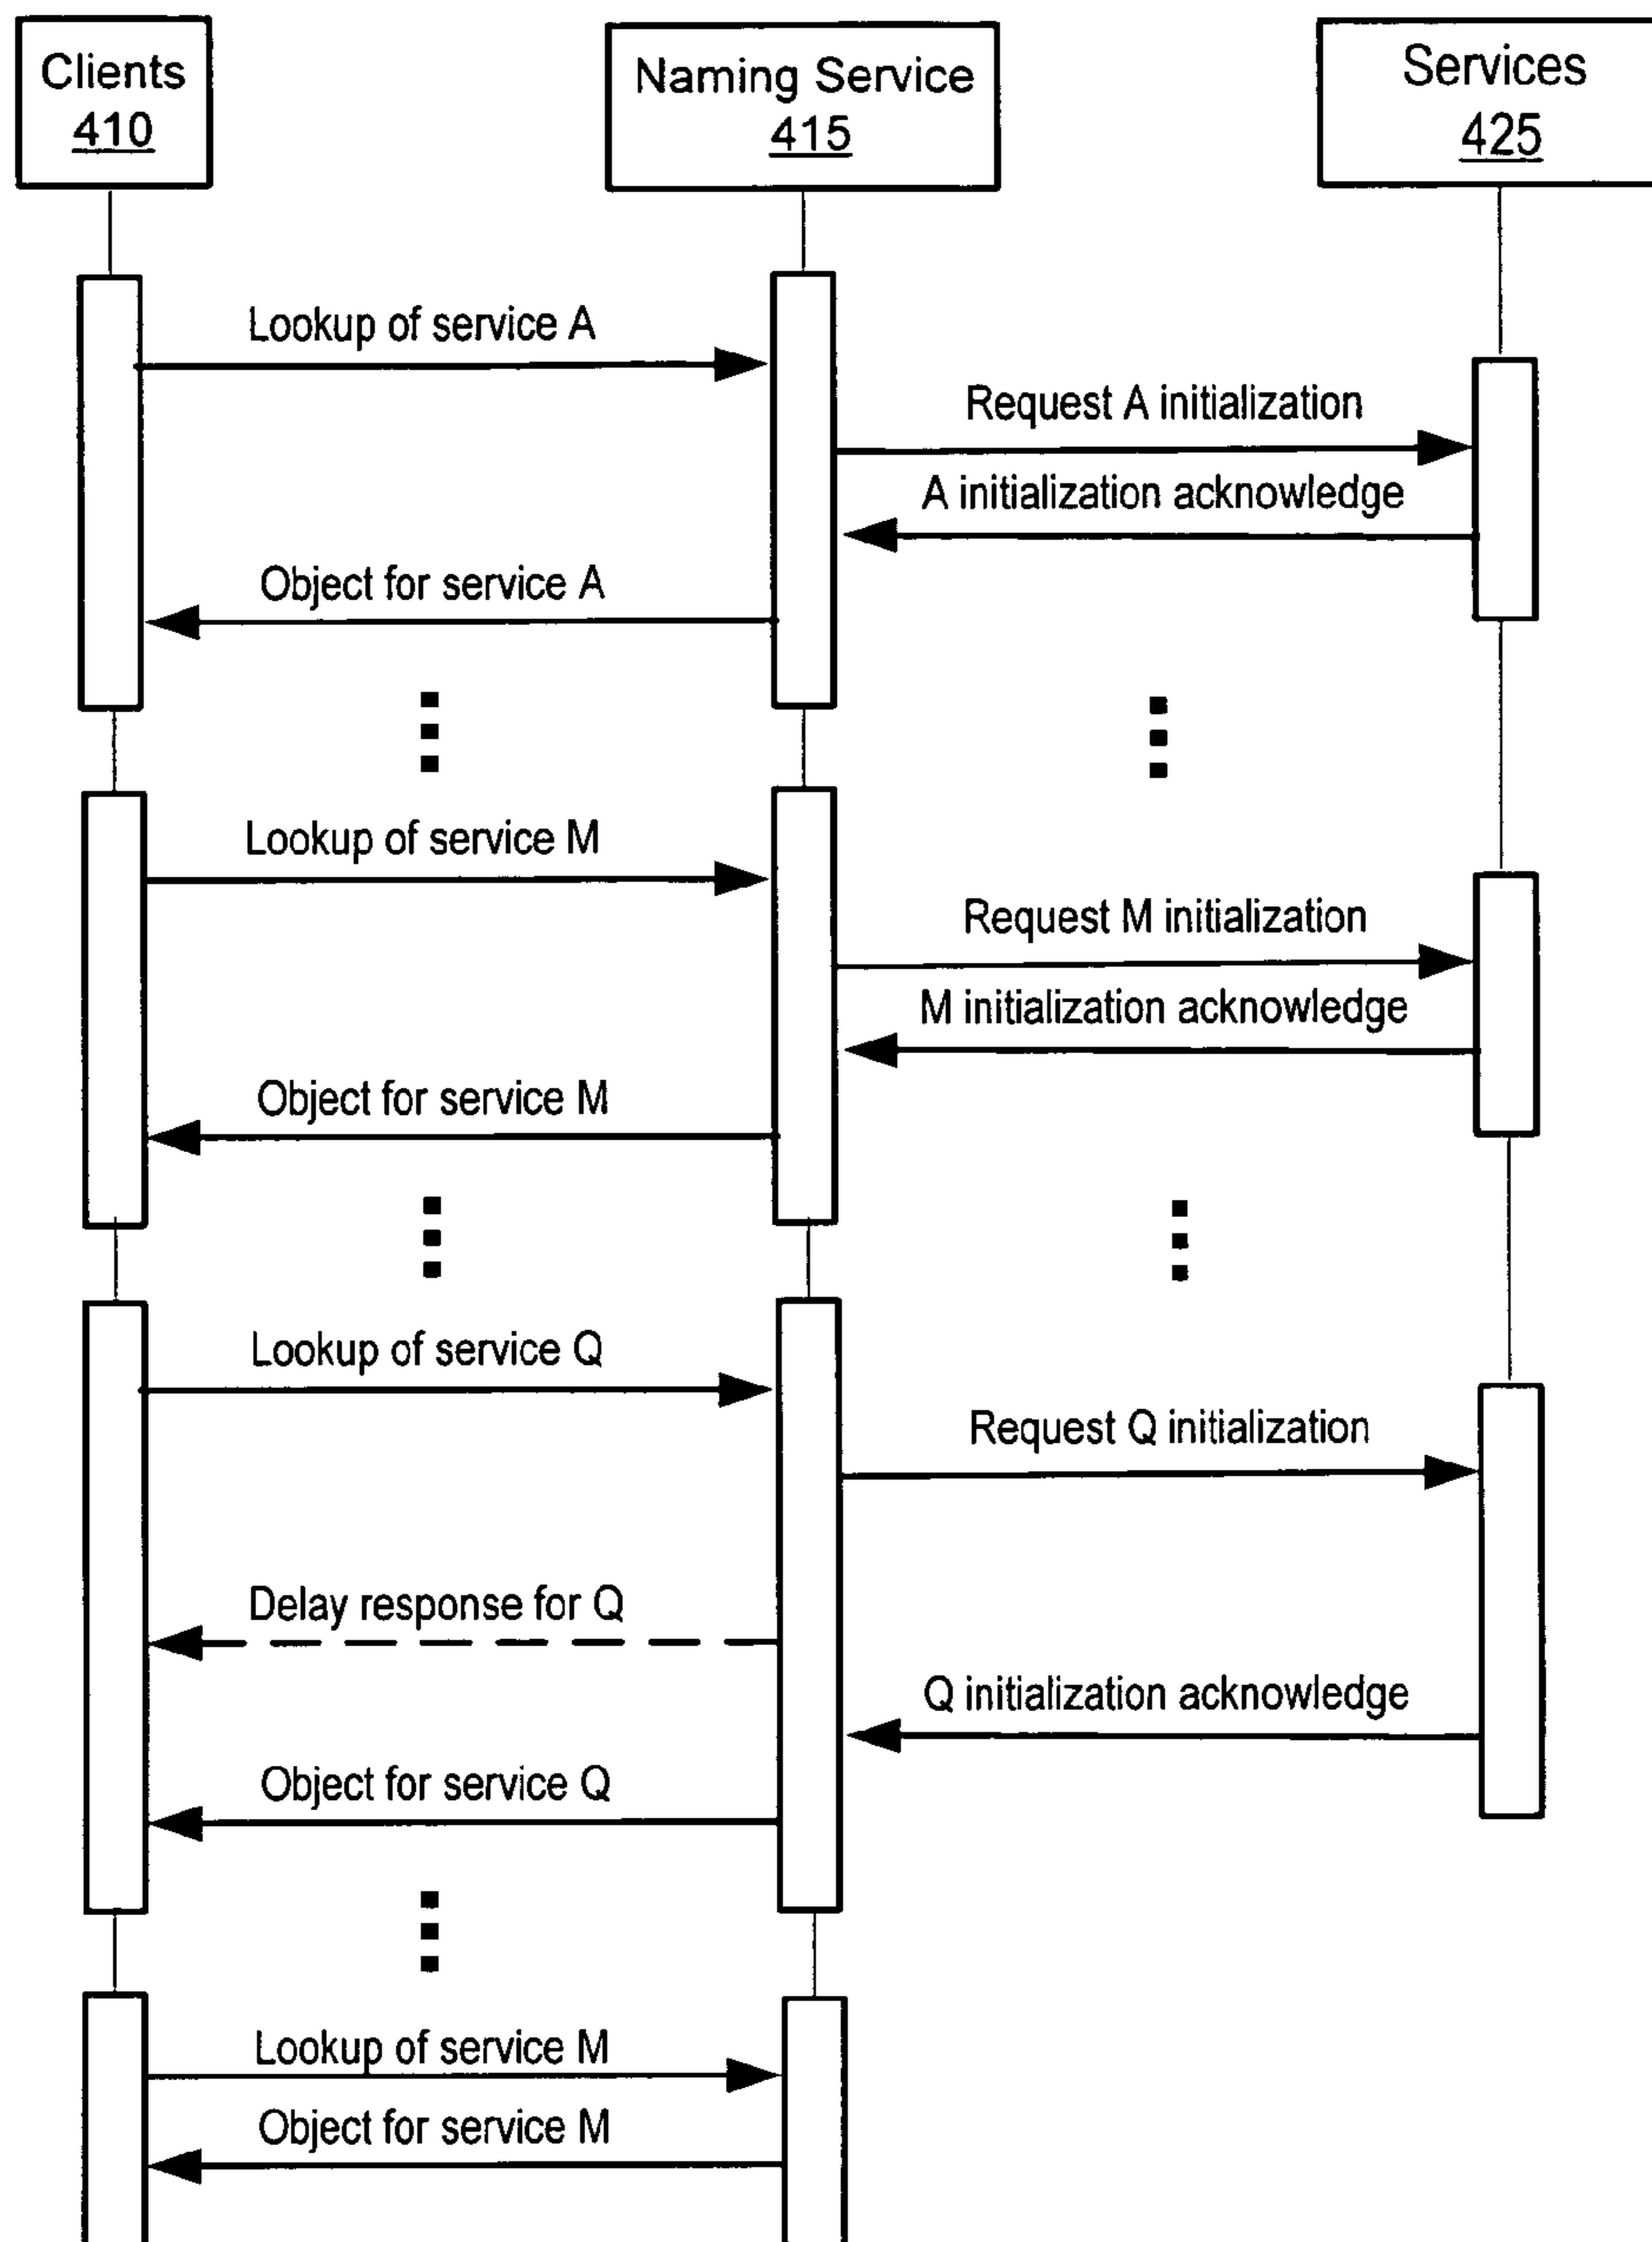 Clients
410
Naming Service
415
Services
425
Lookup of service A
Request A initialization
A initialization acknowledge
Object for service A
Lookup of service M
Request M initialization
M initialization acknowledge
Object for service M
Lookup of service Q
Request Q initialization
Delay response for Q
Q initialization acknowledge
Object for service Q
Lookup of service M
Object for service M